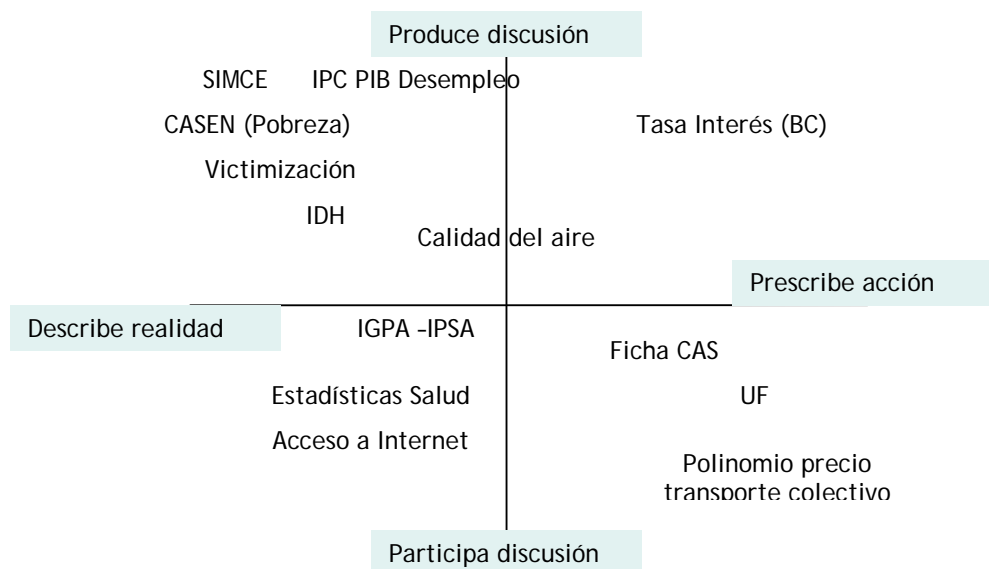 Produce discusión
SIMCE IPC PIB Desempleo
CASEN (Pobreza)
Tasa Interés (BC)
Victimización
IDH
Calidad del aire
Prescribe acción
Describe realidad
IGPA -IPSA
Ficha CAS
Estadísticas Salud
UF
Acceso a Internet
Polinomio precio
transporte colectivo
Participa discusión